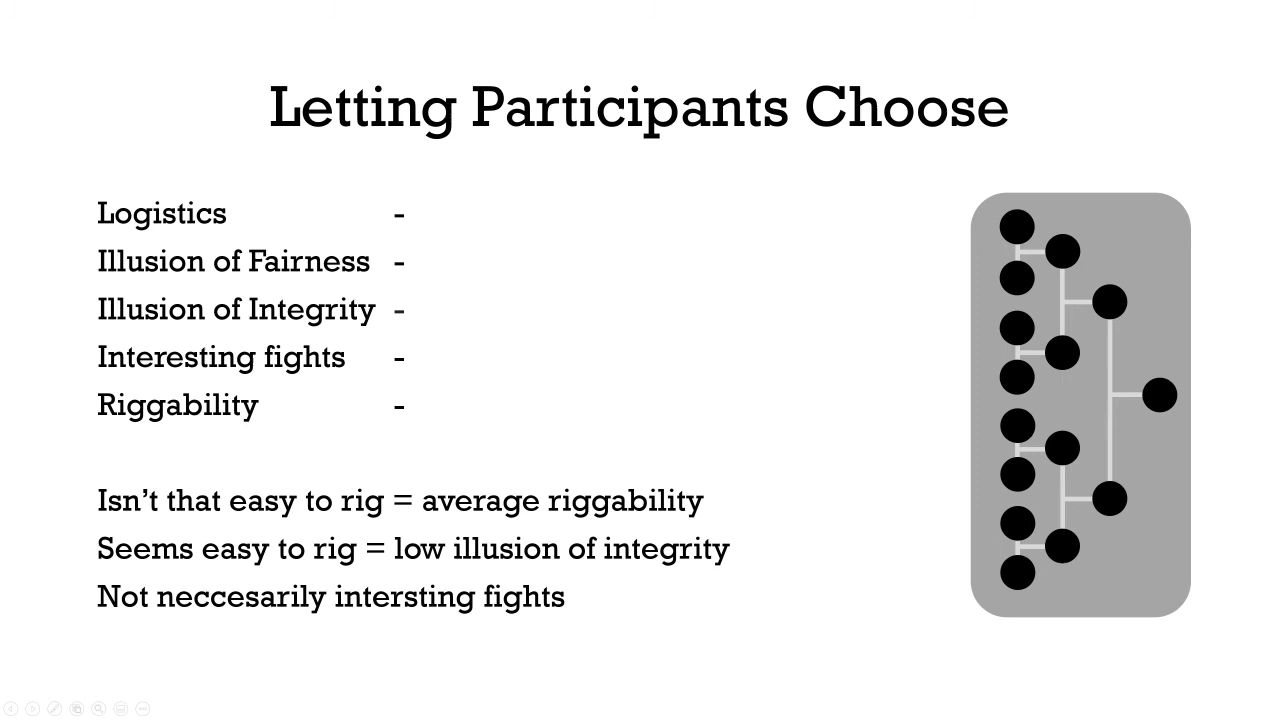 Letting Participants Choose
Logistics -
Illusion of Fairness -
Illusion of Integrity -
Interesting fights -
Riggability -
Isn’t that easy to rig = average riggability
Seems easy to rig = low illusion of integrity
Not neccesarily intersting fights